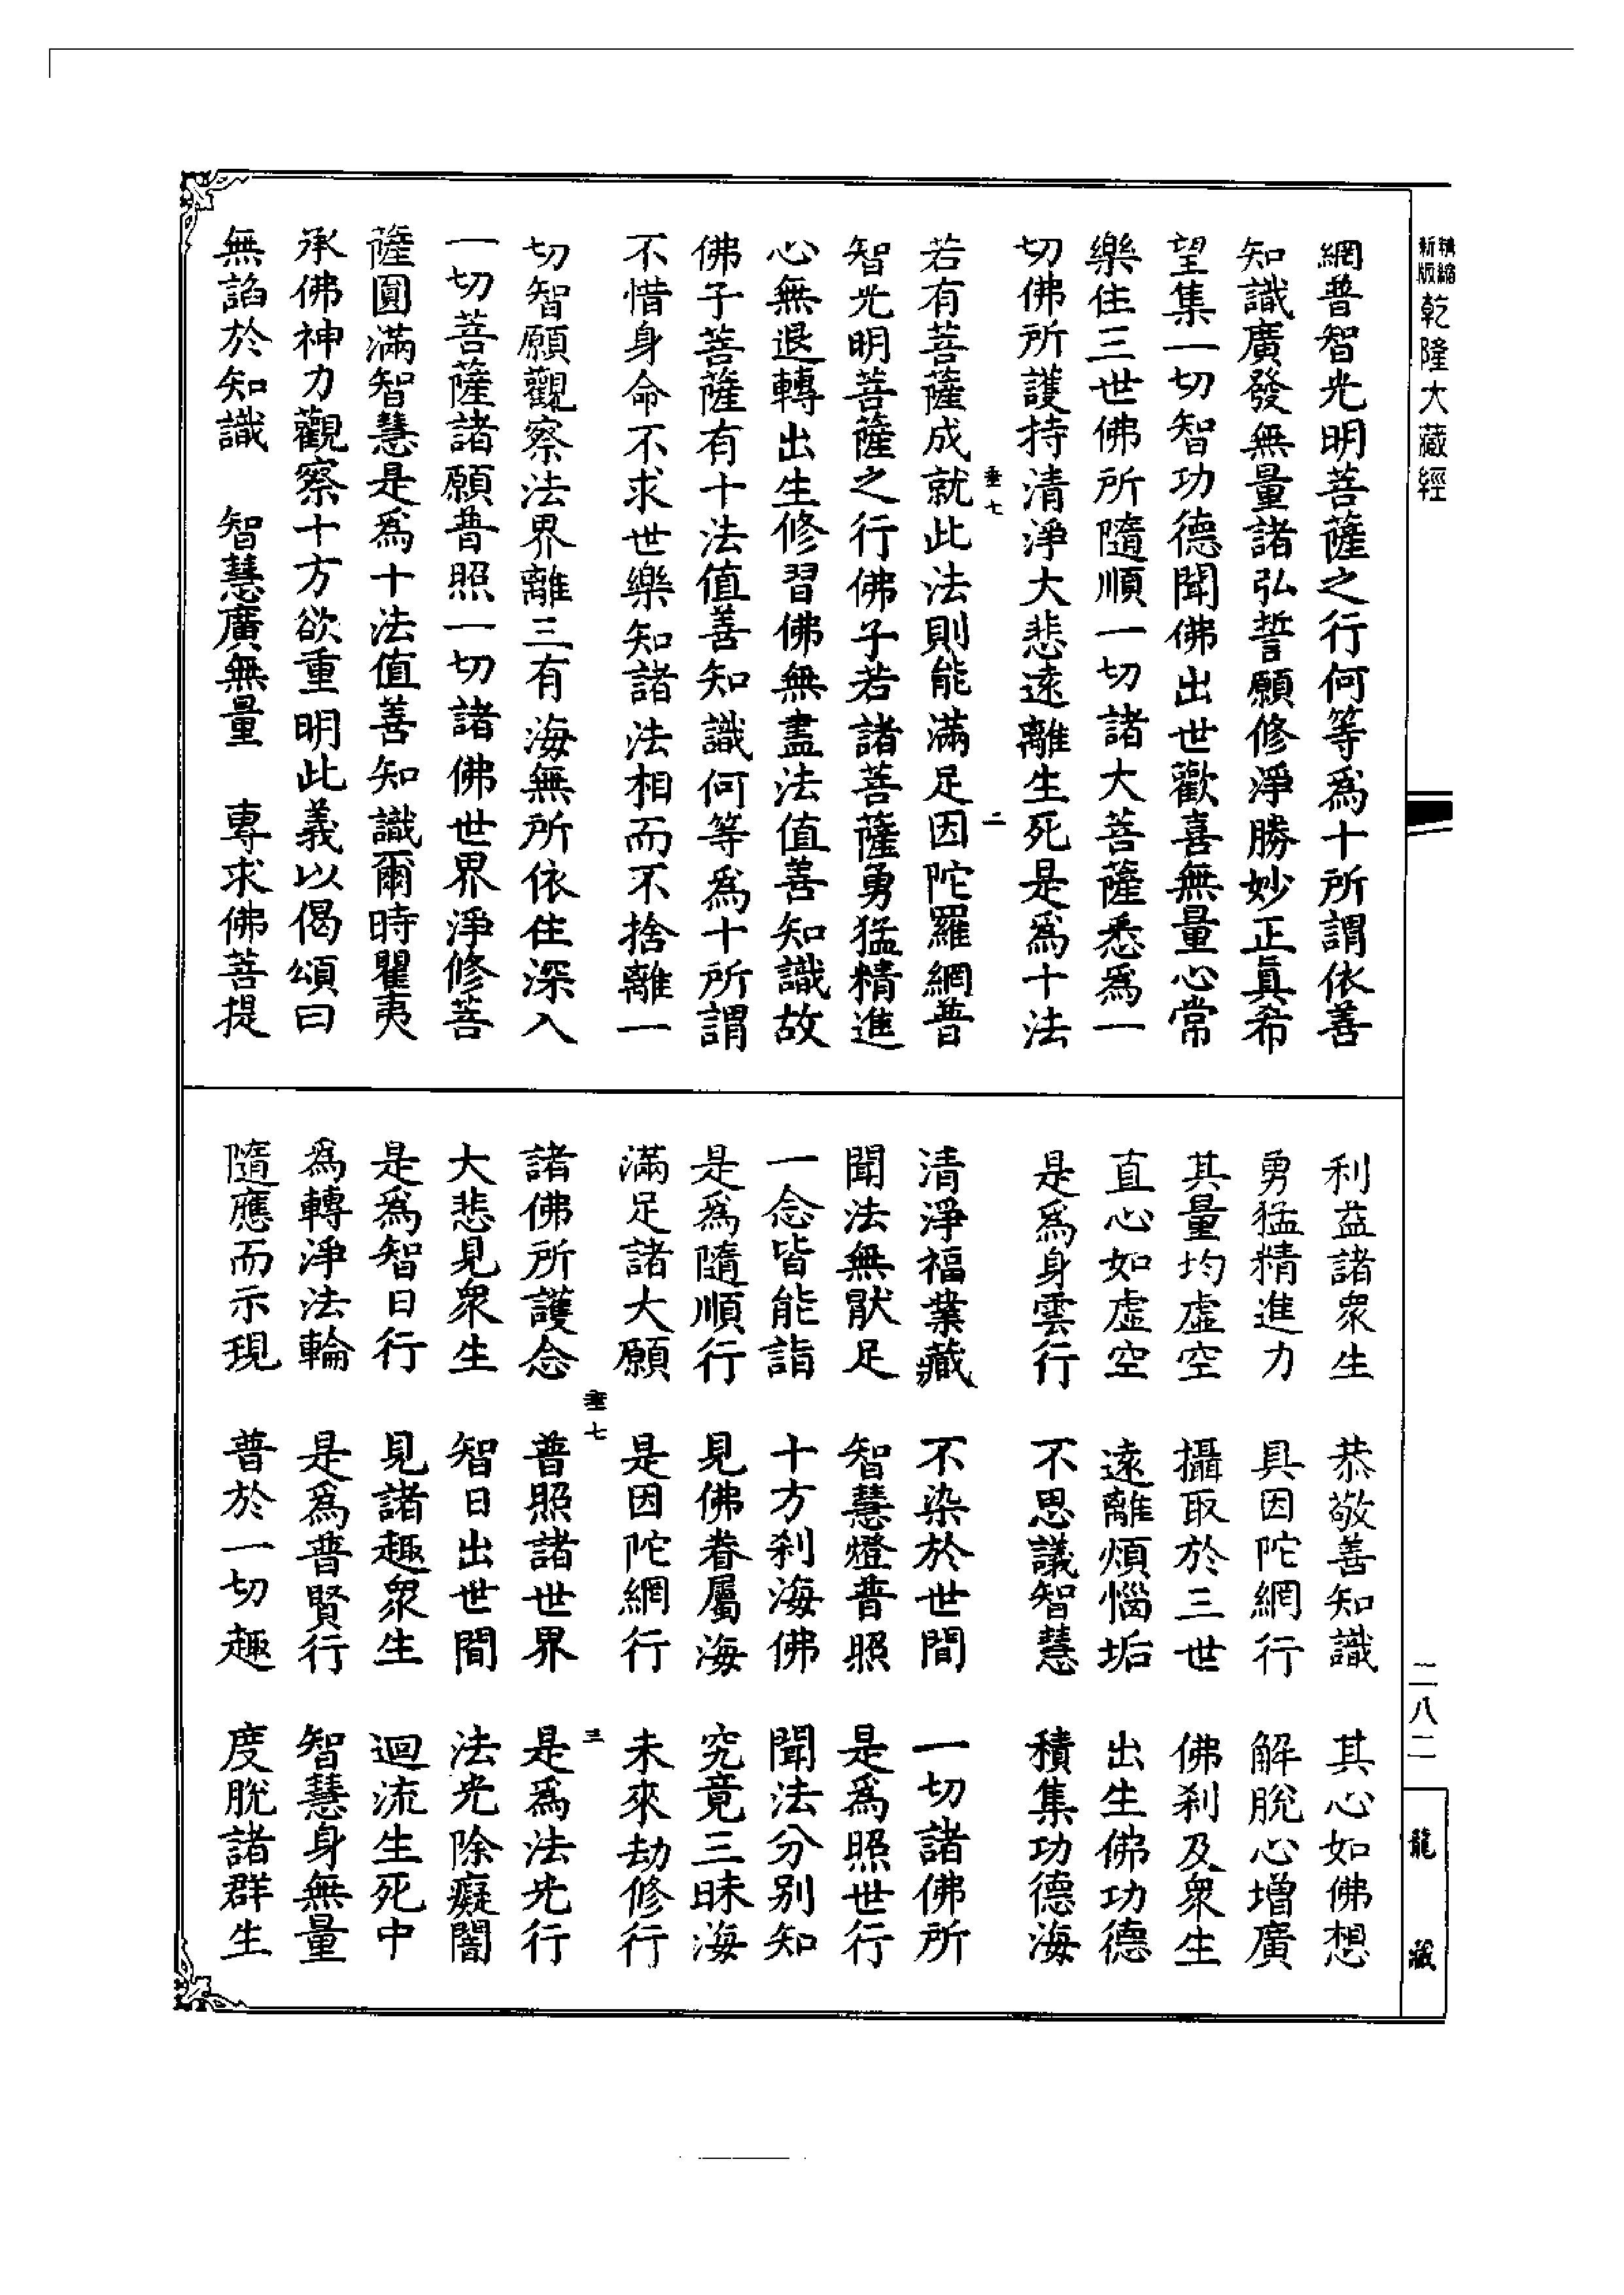 精縮
新版
乾隆大藏經
網普智光明菩薩之行何等爲十所謂依善
知識廣發無量諸弘誓願修淨勝妙正真希
望集一切智功德聞佛出世歡喜無量心常
樂住三世佛所隨順一切諸大菩薩悉爲一
切佛所護持清淨大悲遠離生死是爲十法
垂七
二
若有菩薩成就此法則能滿足因陀羅網普
智光明菩薩之行佛子若諸菩薩勇猛精進
心無退轉出生修習佛無盡法值善知識故
佛子菩薩有十法值善知識何等爲十所謂
不惜身命不求世樂知諸法相而不捨離一
切智願觀察法界離三有海無所依住深入
一切菩薩諸願普照一切諸佛世界淨修菩
薩圓滿智慧是爲十法值善知識爾時瞿夷
承佛神力觀察十方欲重明此義以偈頌曰
無諂於知識 智慧廣無量 專求佛菩提
利益諸衆生 恭敬善知識 其心如佛想
勇猛精進力 具因陀網行 解脫心增廣
其量均虛空 攝取於三世 佛刹及衆生
直心如虛空 遠離煩惱垢 出生佛功德
是爲身雲行 不思議智慧 積集功德海
清淨福業藏 不染於世間 一切諸佛所
聞法無猒足 智慧燈普照 是爲照世行
一念皆能詣 十方刹海佛 聞法分别知
是爲隨順行 見佛眷屬海 究竟三昧海
滿足諸大願 是因陀網行 未來劫修行
垂七
三
諸佛所護念 普照諸世界 是爲法光行
大悲見衆生 智日出世間 法光除癡闇
是爲智日行 見諸趣衆生 迴流生死中
爲轉淨法輪 是爲普賢行 智慧身無量
隨應而示現 普於一切趣 度脫諸群生
二八二
龍藏